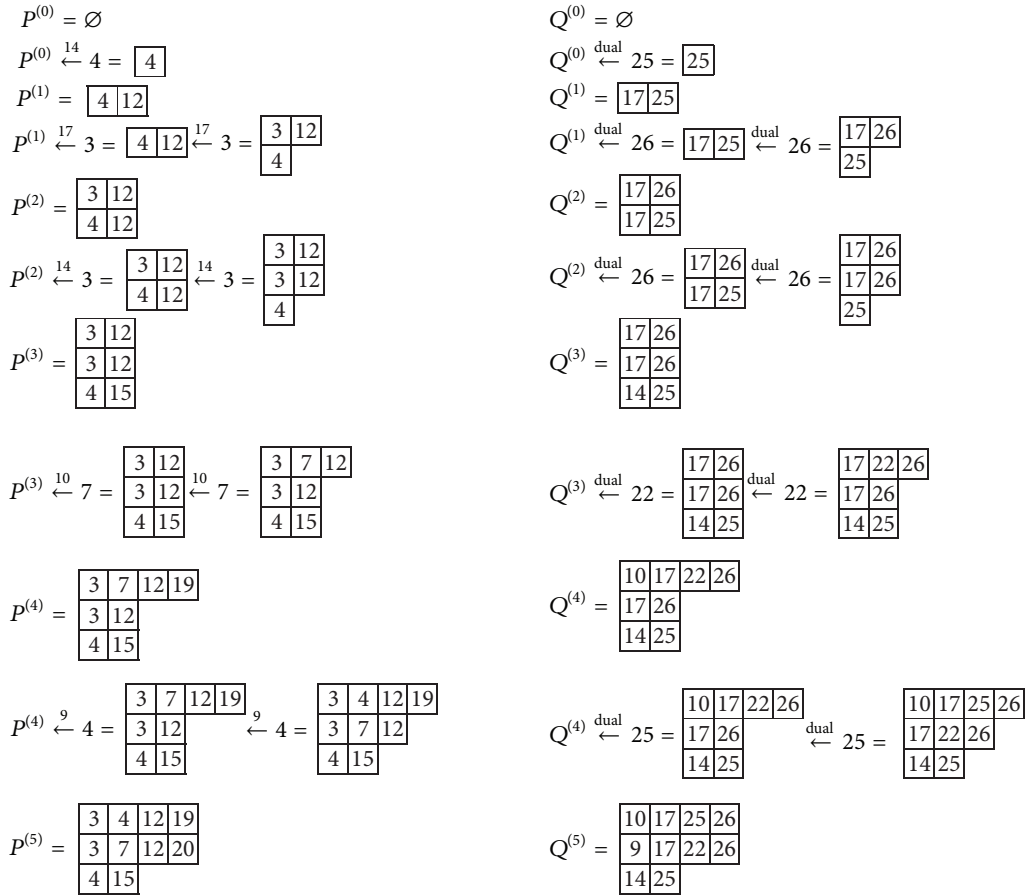 P^(0) = ∅
P^(0) ←^14 4 = 4
P^(1) = 4 12
P^(1) ←^17 3 = 4 12 ←^17 3 = 3 12
4
P^(2) = 3 12
4 12
P^(2) ←^14 3 = 3 12 ←^14 3 = 3 12
4 12 3 12
4
P^(3) = 3 12
3 12
4 15
P^(3) ←^10 7 = 3 12 ←^10 7 = 3 7 12
3 12 3 12
4 15 4 15
P^(4) = 3 7 12 19
3 12
4 15
P^(4) ←^9 4 = 3 7 12 19 ←^9 4 = 3 4 12 19
3 12 3 7 12
4 15 4 15
P^(5) = 3 4 12 19
3 7 12 20
4 15
Q^(0) = ∅
Q^(0) ←^dual 25 = 25
Q^(1) = 17 25
Q^(1) ←^dual 26 = 17 25 ←^dual 26 = 17 26
25
Q^(2) = 17 26
17 25
Q^(2) ←^dual 26 = 17 26 ←^dual 26 = 17 26
17 25 17 26
25
Q^(3) = 17 26
17 26
14 25
Q^(3) ←^dual 22 = 17 26 ←^dual 22 = 17 22 26
17 26 17 26
14 25 14 25
Q^(4) = 10 17 22 26
17 26
14 25
Q^(4) ←^dual 25 = 10 17 22 26 ←^dual 25 = 10 17 25 26
17 26 17 22 26
14 25 14 25
Q^(5) = 10 17 25 26
9 17 22 26
14 25